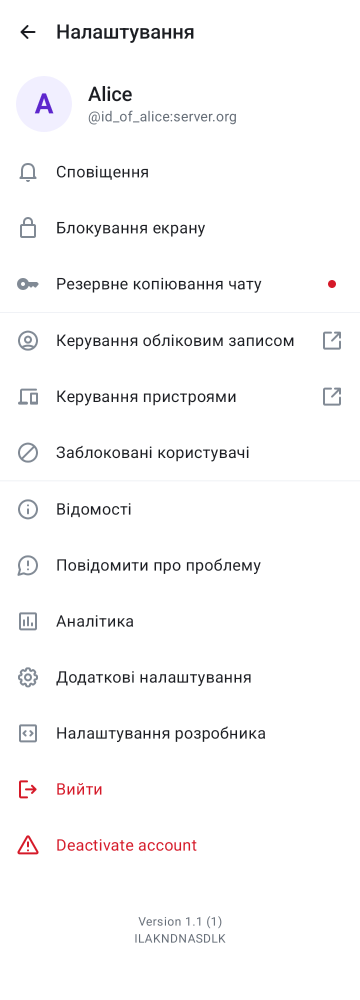 Налаштування
A
Alice
@id_of_alice:server.org
Сповіщення
Блокування екрану
Резервне копіювання чату
Керування обліковим записом
Керування пристроями
Заблоковані користувачі
Відомості
Повідомити про проблему
Аналітика
Додаткові налаштування
Налаштування розробника
Вийти
Deactivate account
Version 1.1 (1)
ILAKNDNASDLK